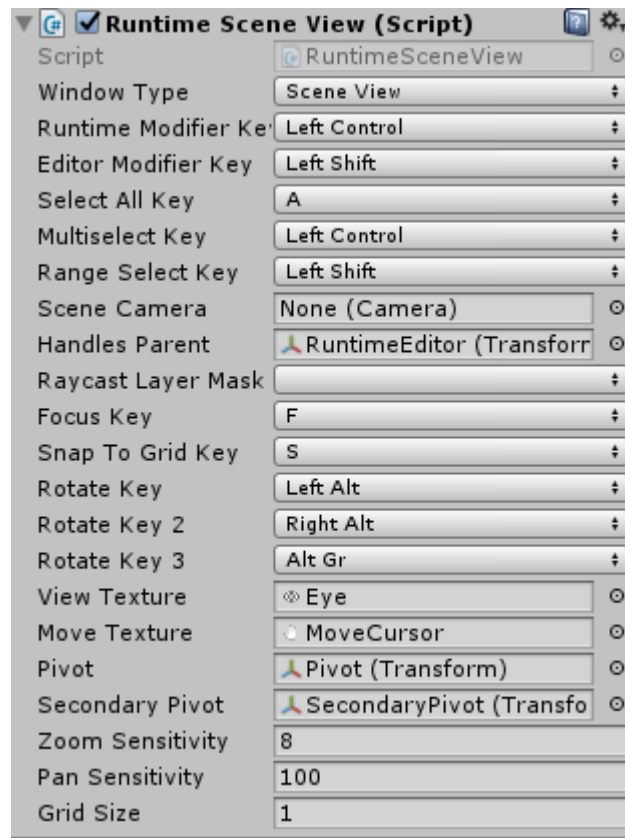 Runtime Scene View (Script)
Script RuntimeSceneView
Window Type Scene View
Runtime Modifier Ke Left Control
Editor Modifier Key Left Shift
Select All Key A
Multiselect Key Left Control
Range Select Key Left Shift
Scene Camera None (Camera)
Handles Parent RuntimeEditor (Transforr
Raycast Layer Mask
Focus Key F
Snap To Grid Key S
Rotate Key Left Alt
Rotate Key 2 Right Alt
Rotate Key 3 Alt Gr
View Texture Eye
Move Texture MoveCursor
Pivot Pivot (Transform)
Secondary Pivot SecondaryPivot (Transfo
Zoom Sensitivity 8
Pan Sensitivity 100
Grid Size 1